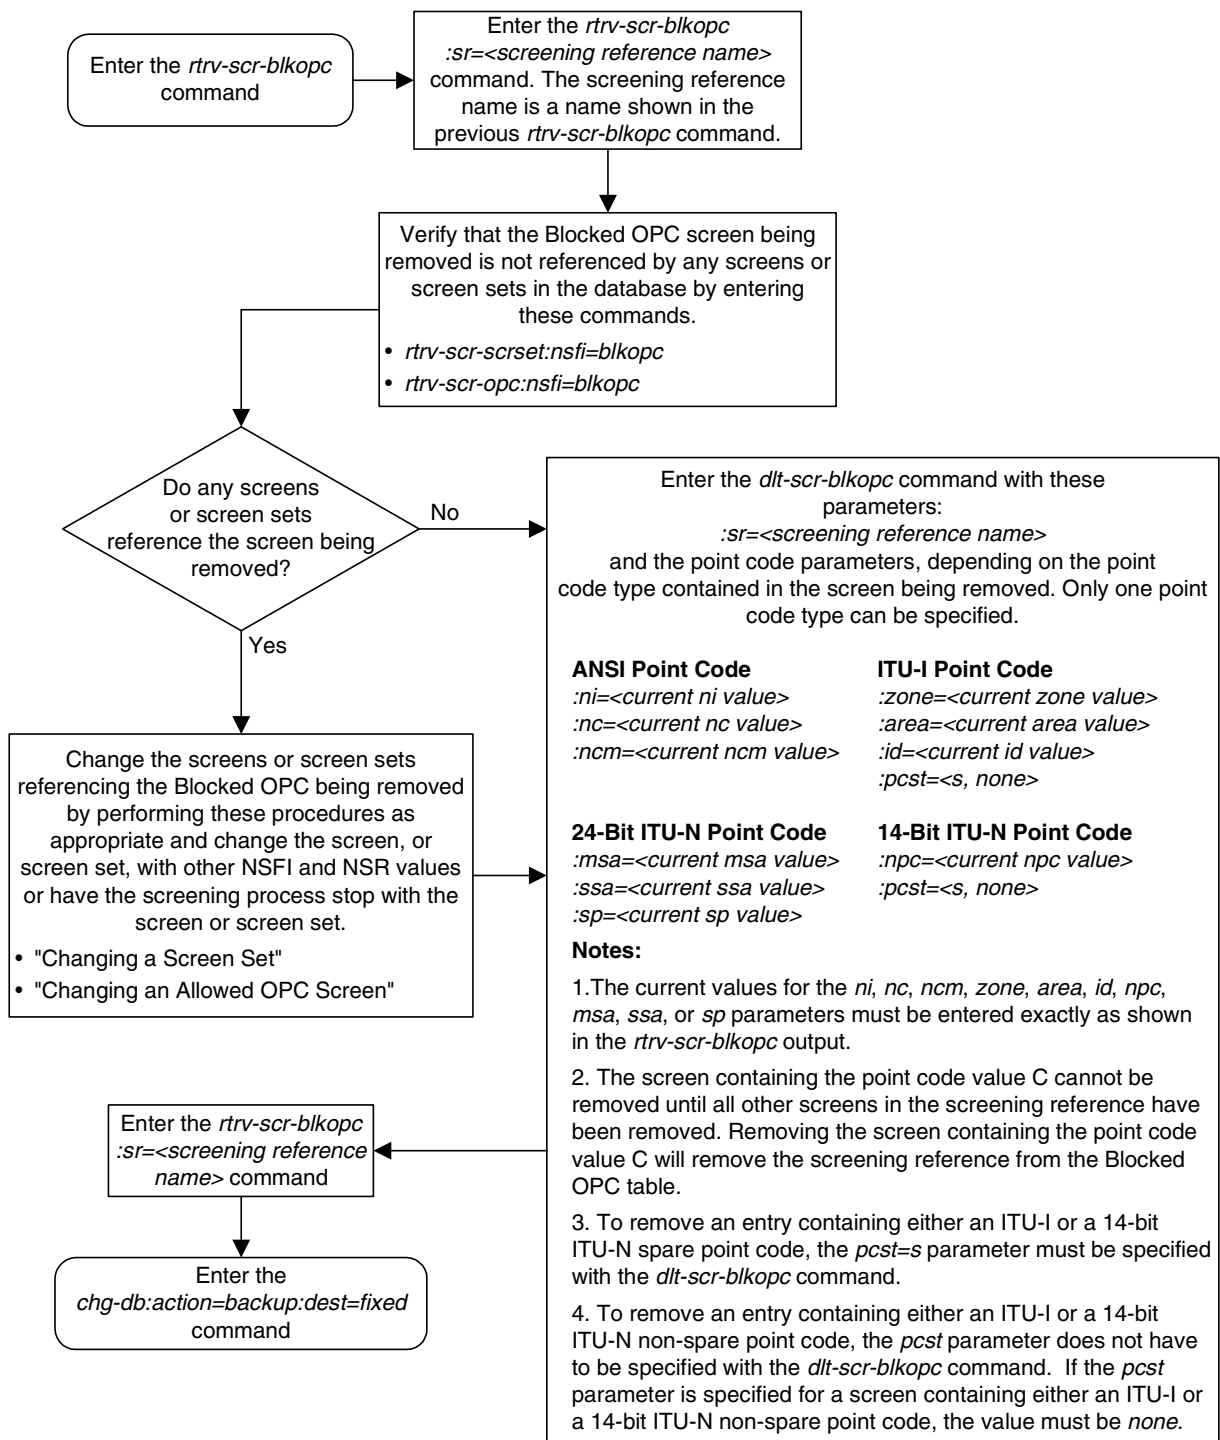 Enter the rtrv-scr-blkopc
command
Enter the rtrv-scr-blkopc
:sr=<screening reference name>
command. The screening reference
name is a name shown in the
previous rtrv-scr-blkopc command.
Verify that the Blocked OPC screen being
removed is not referenced by any screens or
screen sets in the database by entering
these commands.
• rtrv-scr-scrset:nsfi=blkopc
• rtrv-scr-opc:nsfi=blkopc
Do any screens
or screen sets
reference the screen being
removed?
No
Yes
Change the screens or screen sets
referencing the Blocked OPC being removed
by performing these procedures as
appropriate and change the screen, or
screen set, with other NSFI and NSR values
or have the screening process stop with the
screen or screen set.
• "Changing a Screen Set"
• "Changing an Allowed OPC Screen"
Enter the dlt-scr-blkopc command with these
parameters:
:sr=<screening reference name>
and the point code parameters, depending on the point
code type contained in the screen being removed. Only one point
code type can be specified.
ANSI Point Code
:ni=<current ni value>
:nc=<current nc value>
:ncm=<current ncm value>
ITU-I Point Code
:zone=<current zone value>
:area=<current area value>
:id=<current id value>
:pcst=<s, none>
24-Bit ITU-N Point Code
:msa=<current msa value>
:ssa=<current ssa value>
:sp=<current sp value>
14-Bit ITU-N Point Code
:npc=<current npc value>
:pcst=<s, none>
Notes:
1.The current values for the ni, nc, ncm, zone, area, id, npc,
msa, ssa, or sp parameters must be entered exactly as shown
in the rtrv-scr-blkopc output.
2. The screen containing the point code value C cannot be
removed until all other screens in the screening reference have
been removed. Removing the screen containing the point code
value C will remove the screening reference from the Blocked
OPC table.
3. To remove an entry containing either an ITU-I or a 14-bit
ITU-N spare point code, the pcst=s parameter must be specified
with the dlt-scr-blkopc command.
4. To remove an entry containing either an ITU-I or a 14-bit
ITU-N non-spare point code, the pcst parameter does not have
to be specified with the dlt-scr-blkopc command.  If the pcst
parameter is specified for a screen containing either an ITU-I or
a 14-bit ITU-N non-spare point code, the value must be none.
Enter the rtrv-scr-blkopc
:sr=<screening reference
name> command
Enter the
chg-db:action=backup:dest=fixed
command